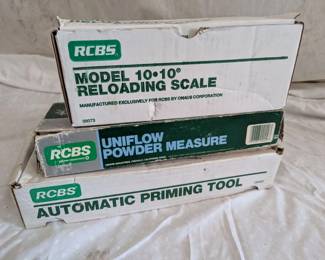 RCBS
MODEL 10•10®
RELOADING SCALE
MANUFACTURED EXCLUSIVELY FOR RCBS BY OHAUS CORPORATION
09073
RCBS
UNIFLOW
POWDER MEASURE
RCBS
AUTOMATIC PRIMING TOOL